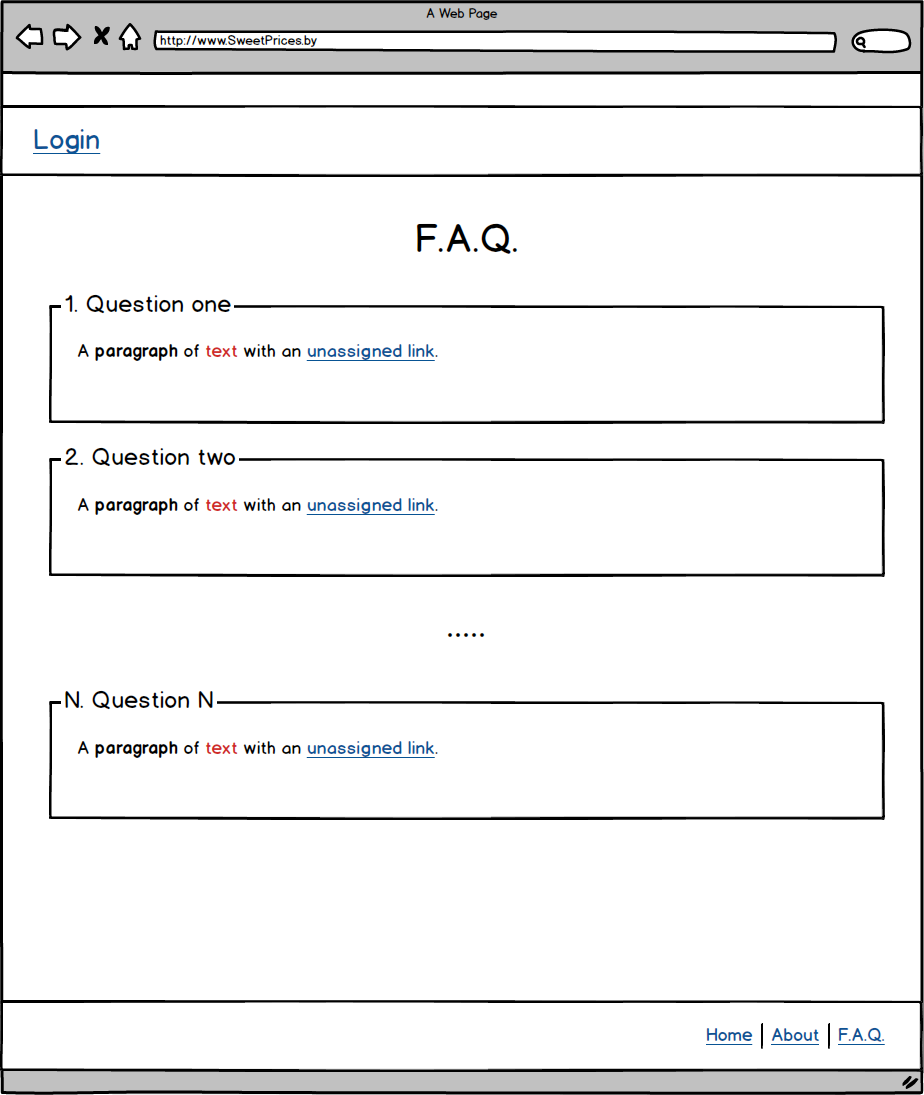 A Web Page
http://www.SweetPrices.by
Login
F.A.Q.
1. Question one
A paragraph of text with an unassigned link.
2. Question two
A paragraph of text with an unassigned link.
.....
N. Question N
A paragraph of text with an unassigned link.
Home | About | F.A.Q.